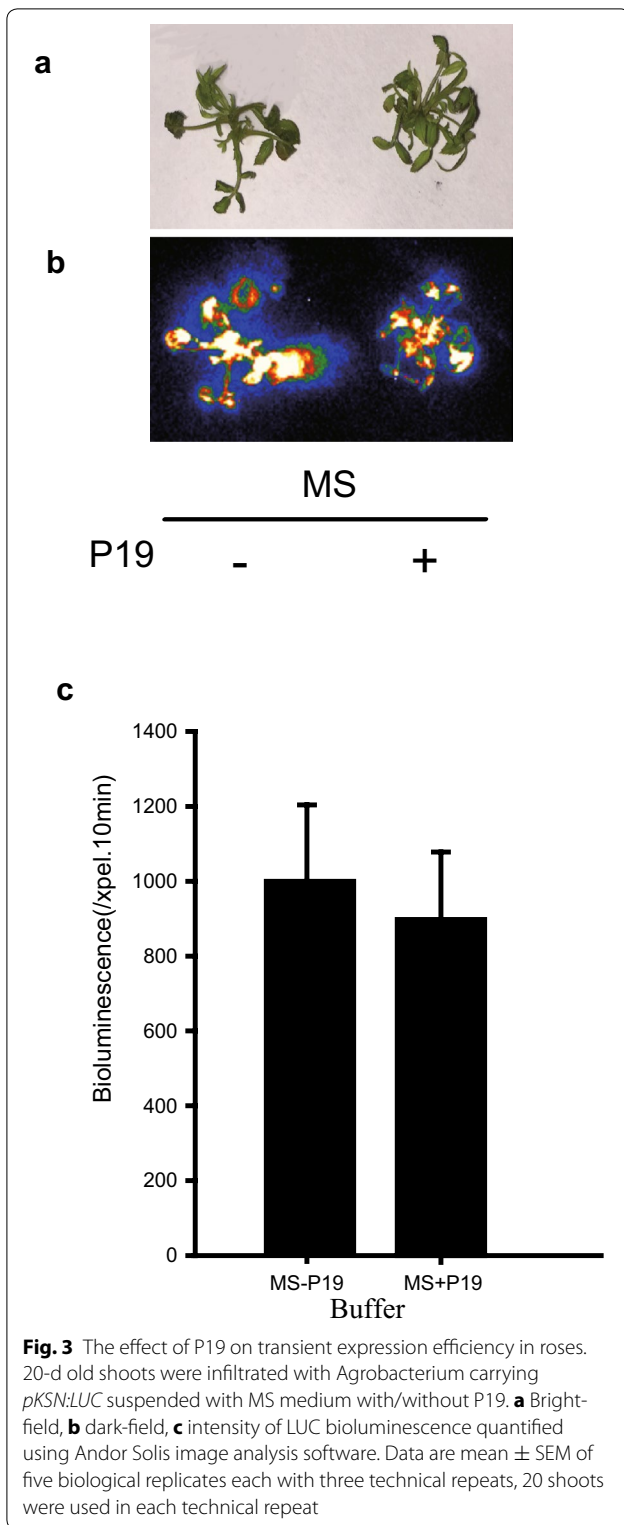 a
b
MS
P19 - +
c
1400
1200
1000
800
600
400
200
0
Bioluminescence(/xpel.10min)
MS-P19 MS+P19
Buffer
Fig. 3 The effect of P19 on transient expression efficiency in roses.
20-d old shoots were infiltrated with Agrobacterium carrying
pKSN:LUC suspended with MS medium with/without P19. a Bright-
field, b dark-field, c intensity of LUC bioluminescence quantified
using Andor Solis image analysis software. Data are mean ± SEM of
five biological replicates each with three technical repeats, 20 shoots
were used in each technical repeat